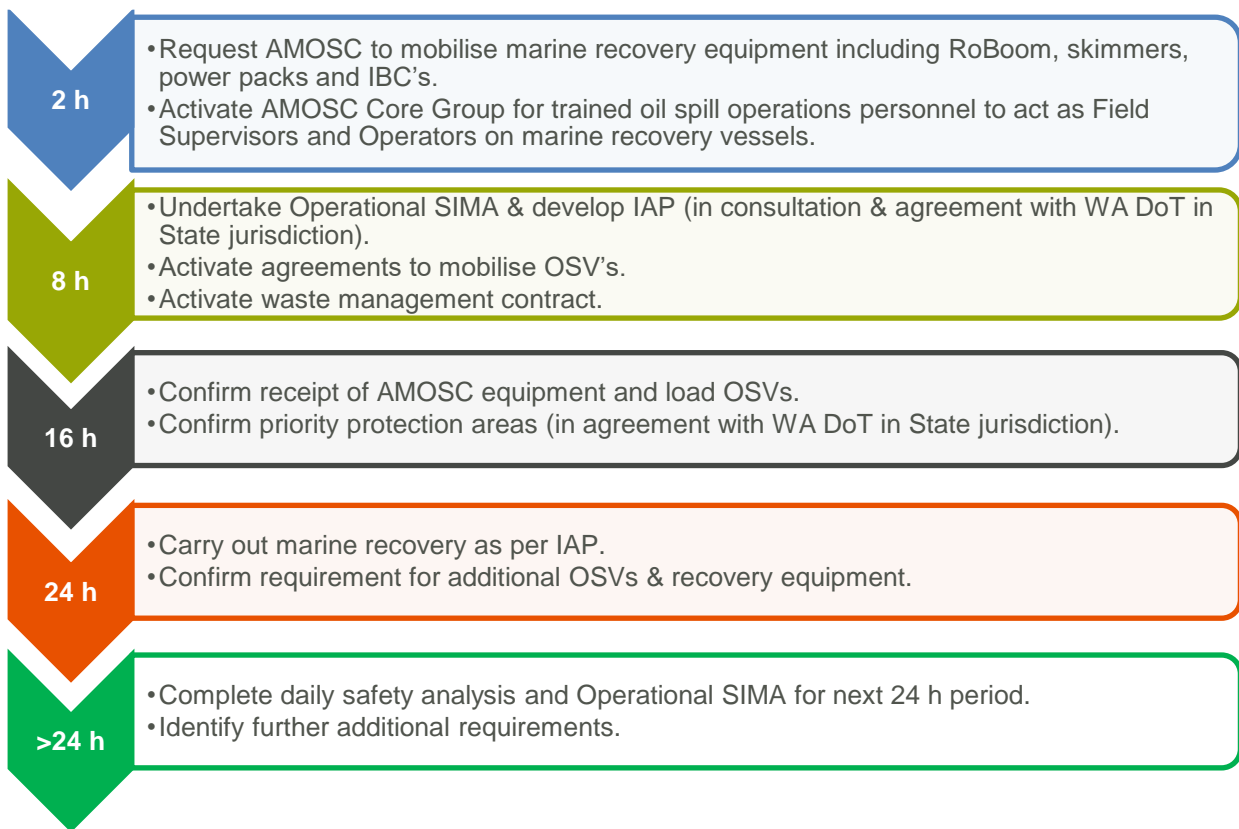 2 h
•Request AMOSC to mobilise marine recovery equipment including RoBoom, skimmers,
power packs and IBC's.
•Activate AMOSC Core Group for trained oil spill operations personnel to act as Field
Supervisors and Operators on marine recovery vessels.
8 h
•Undertake Operational SIMA & develop IAP (in consultation & agreement with WA DoT in
State jurisdiction).
•Activate agreements to mobilise OSV's.
•Activate waste management contract.
16 h
•Confirm receipt of AMOSC equipment and load OSVs.
•Confirm priority protection areas (in agreement with WA DoT in State jurisdiction).
24 h
•Carry out marine recovery as per IAP.
•Confirm requirement for additional OSVs & recovery equipment.
>24 h
•Complete daily safety analysis and Operational SIMA for next 24 h period.
•Identify further additional requirements.